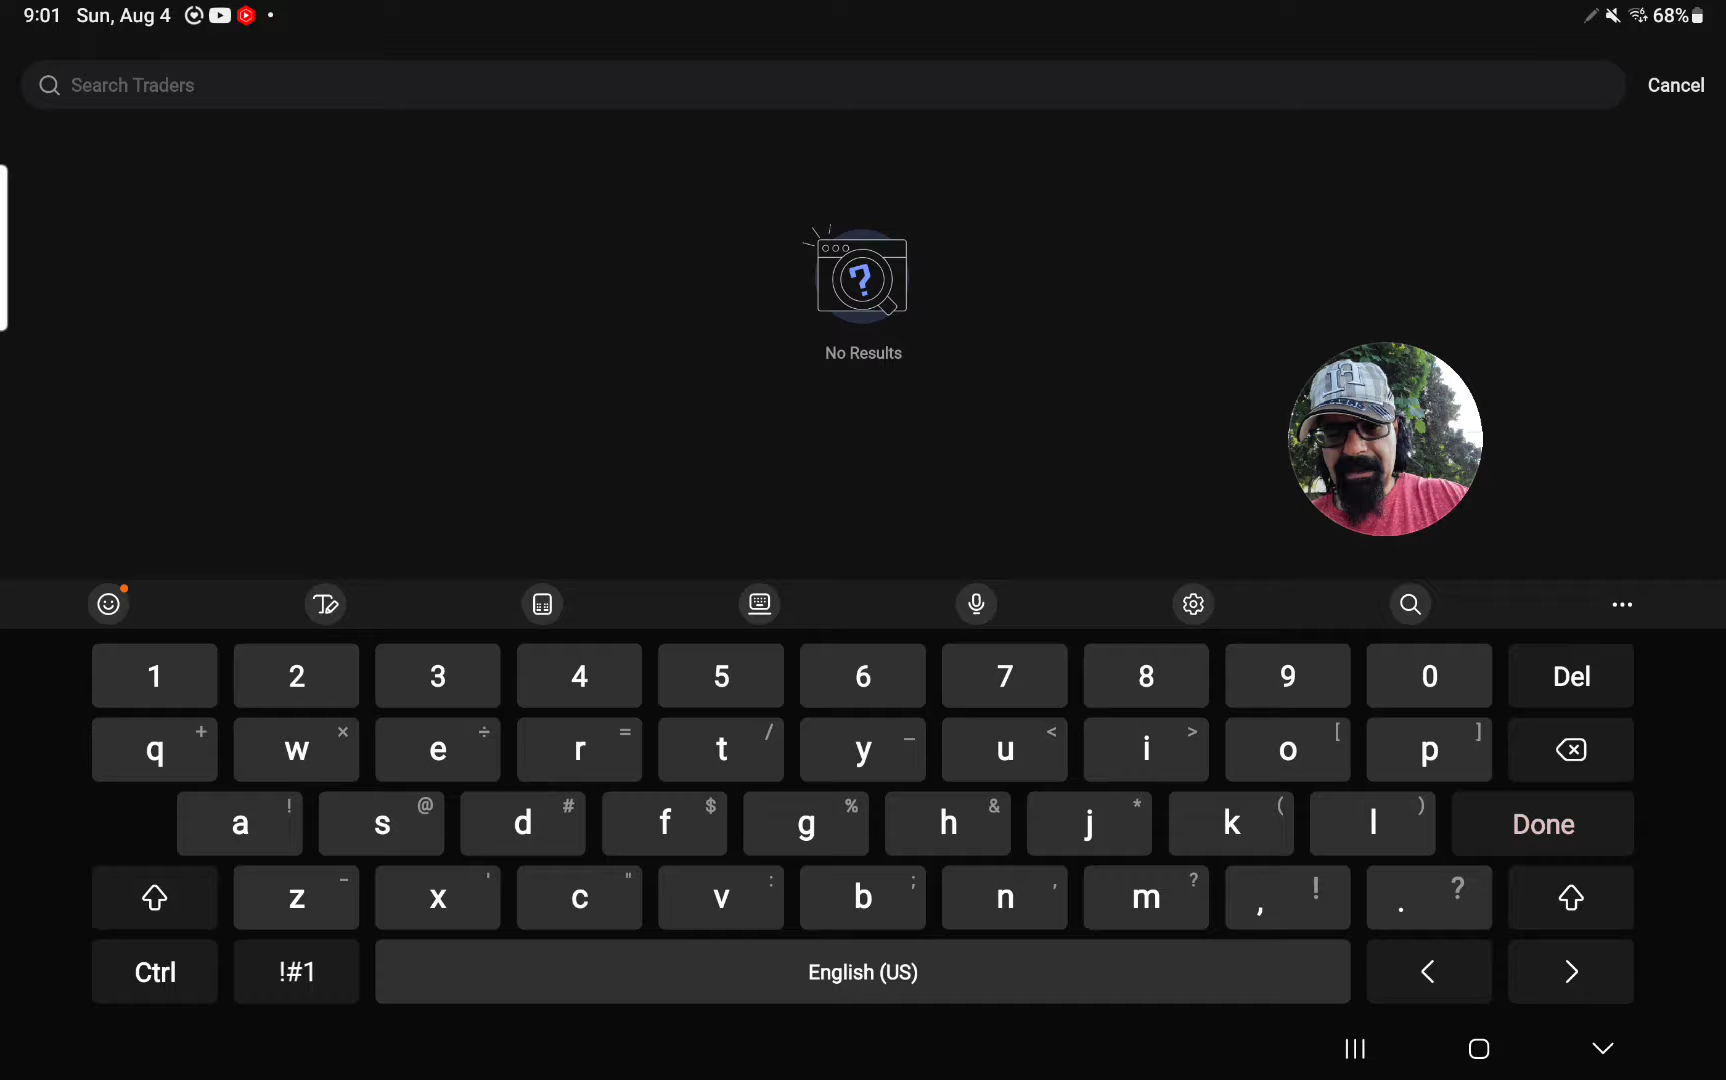 9:01 Sun, Aug 4 68%
Search Traders Cancel
?
No Results
1 2 3 4 5 6 7 8 9 0 Del
q + w × e ÷ r = t / y _ u < i > o [ p ]
a ! s @ d # f $ g % h & j * k ( l ) Done
z - x ' c " v : b ; n , m ? , ! . ?
Ctrl !#1 English (US) < >